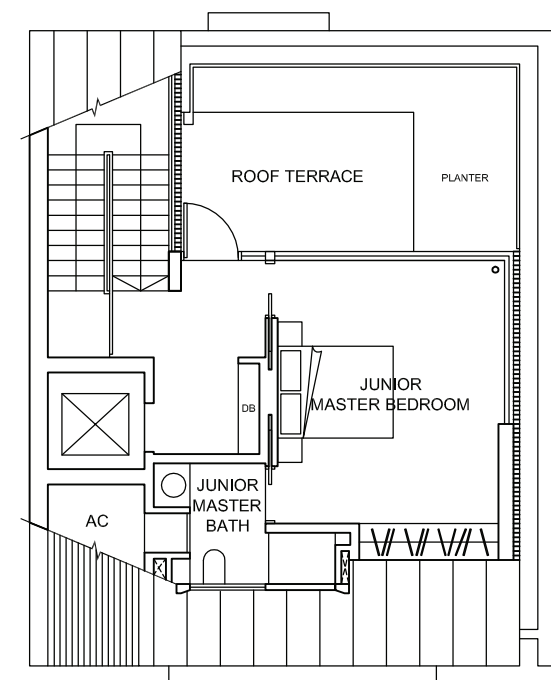 ROOF TERRACE
PLANTER
JUNIOR
MASTER BEDROOM
DB
JUNIOR
MASTER
BATH
AC